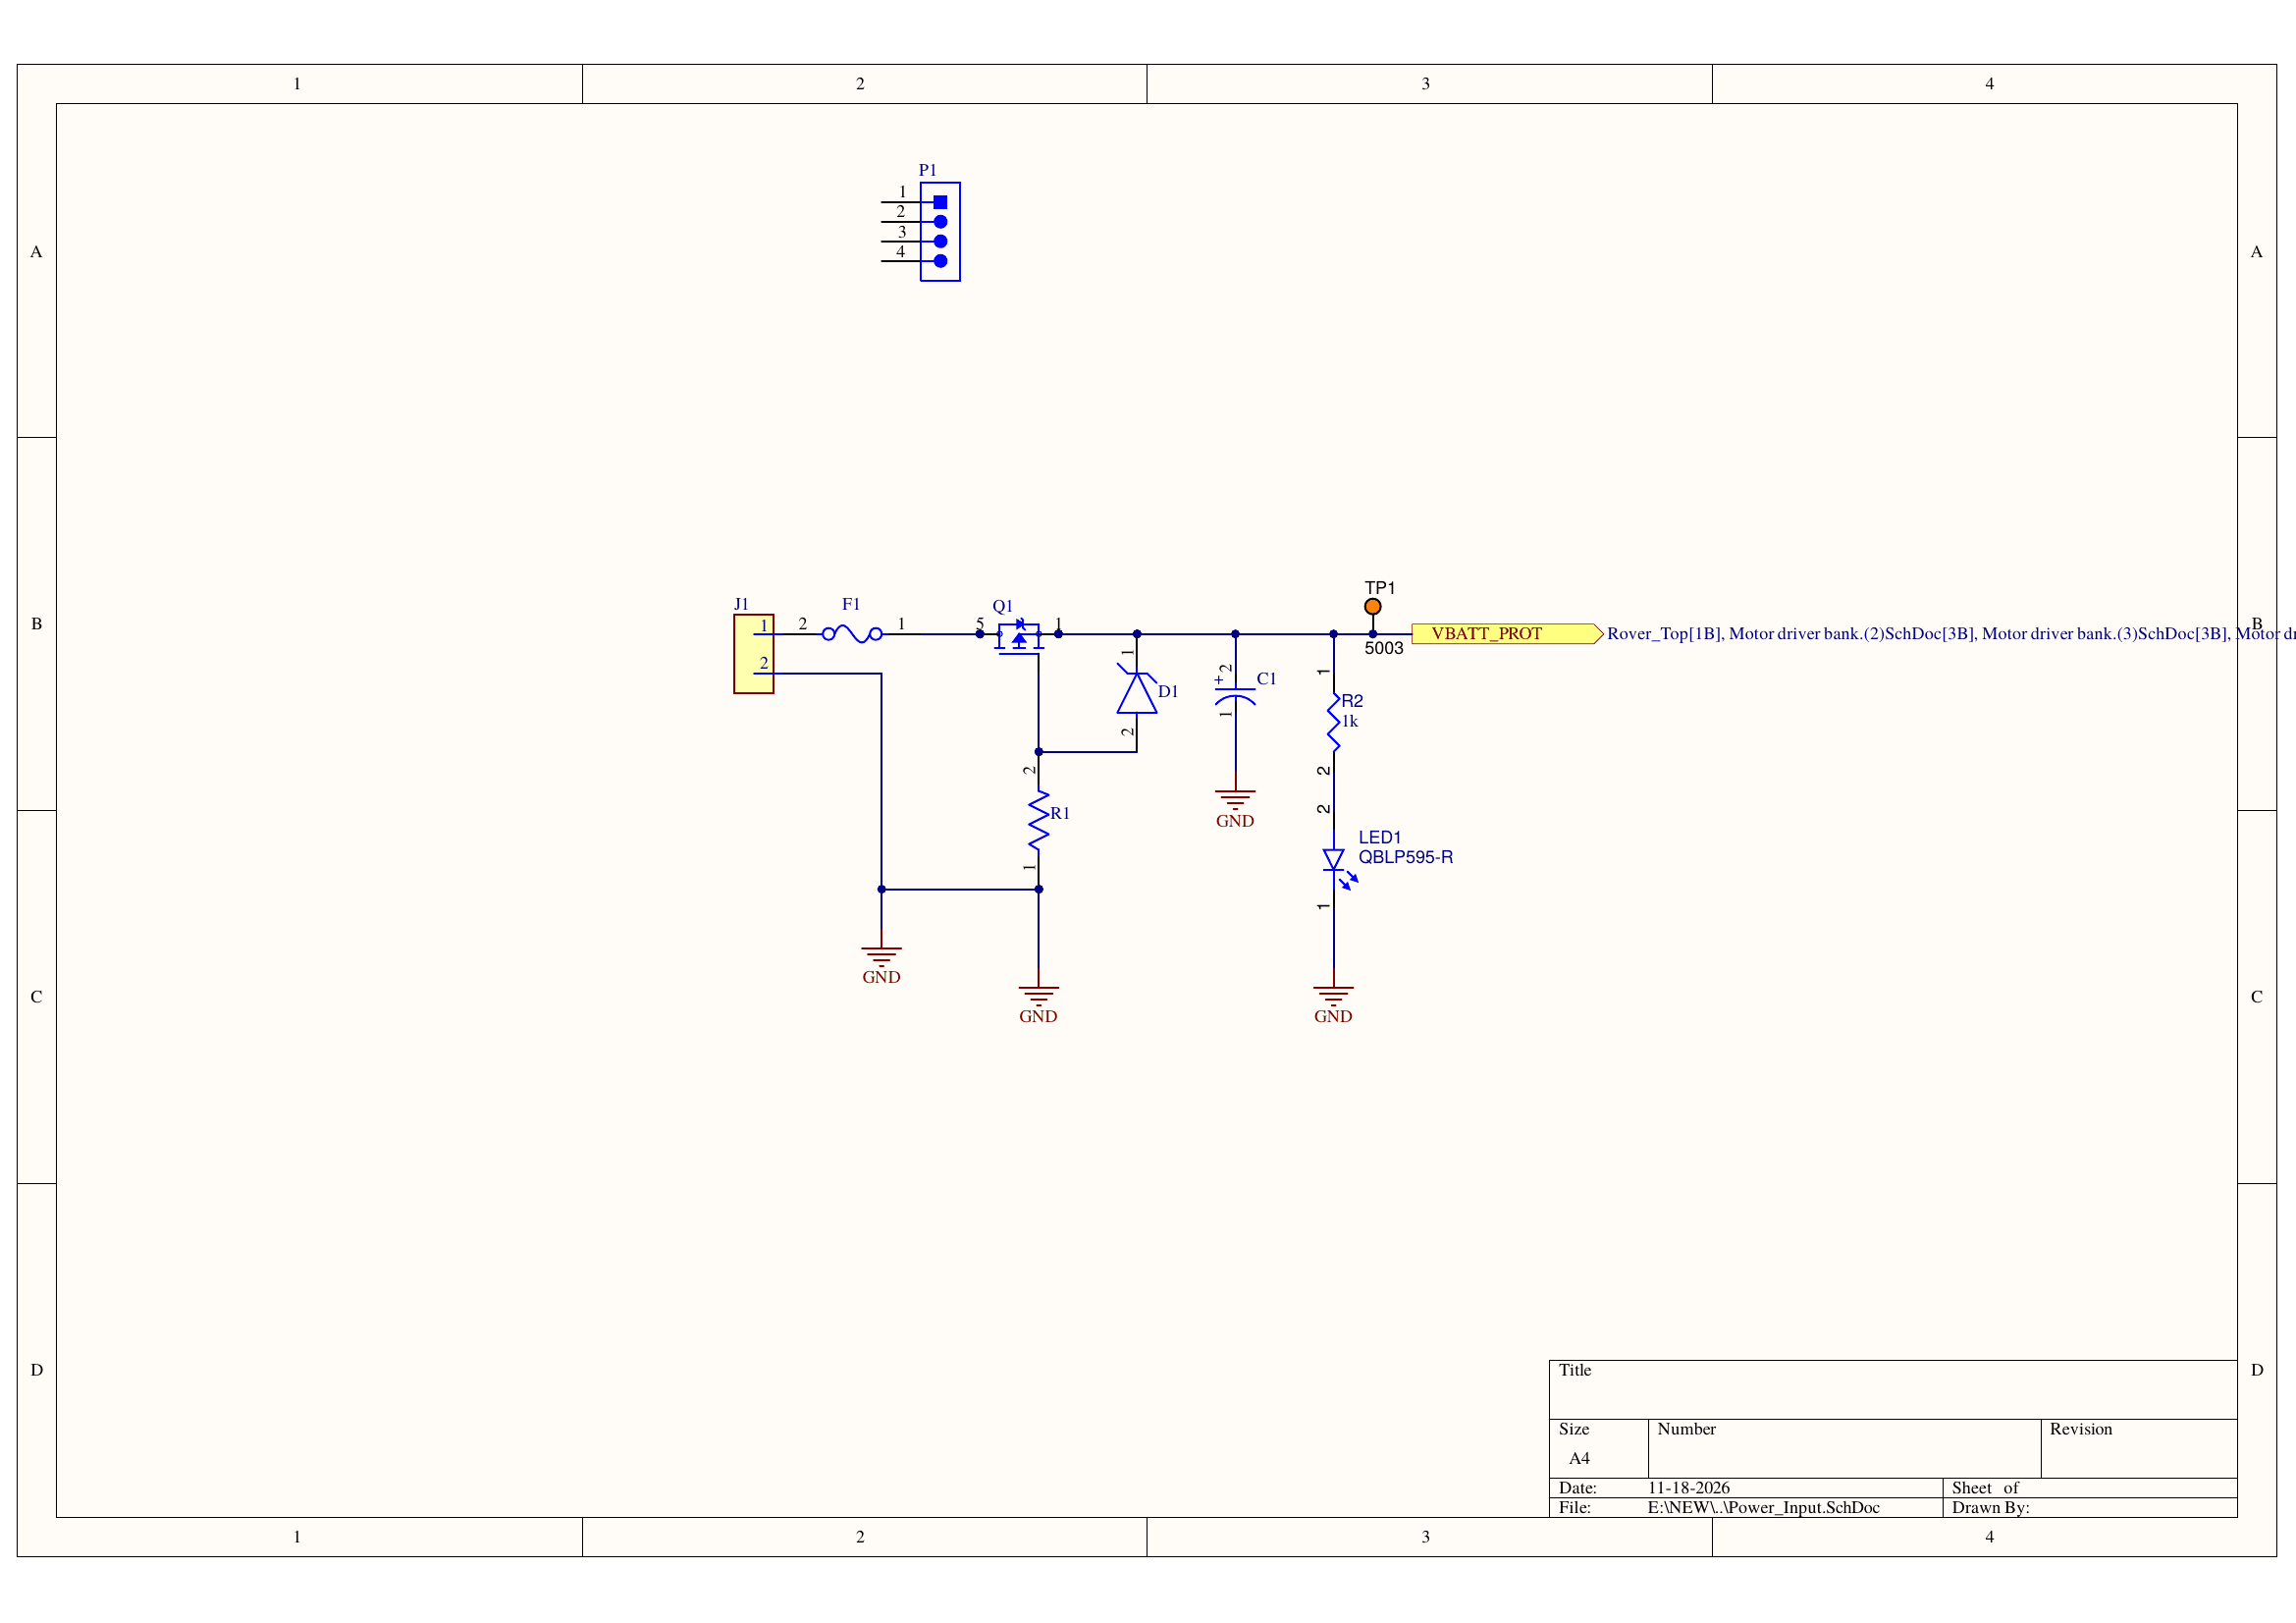 1 2 3 4
A A
P1
1
2
3
4
B B
TP1
J1 F1 Q1
1 2 1 5 1
VBATT_PROT Rover_Top[1B], Motor driver bank.(2)SchDoc[3B], Motor driver bank.(3)SchDoc[3B], Motor dr
5003
2
1 D1 2
+ 2 C1 1
1 1 R2
1k
2
2
2
R1
1
GND
LED1
QBLP595-R
1
GND
GND
GND
C C
D D
Title
Size Number Revision
A4
Date: 11-18-2026 Sheet of
File: E:\NEW\..\Power_Input.SchDoc Drawn By:
1 2 3 4